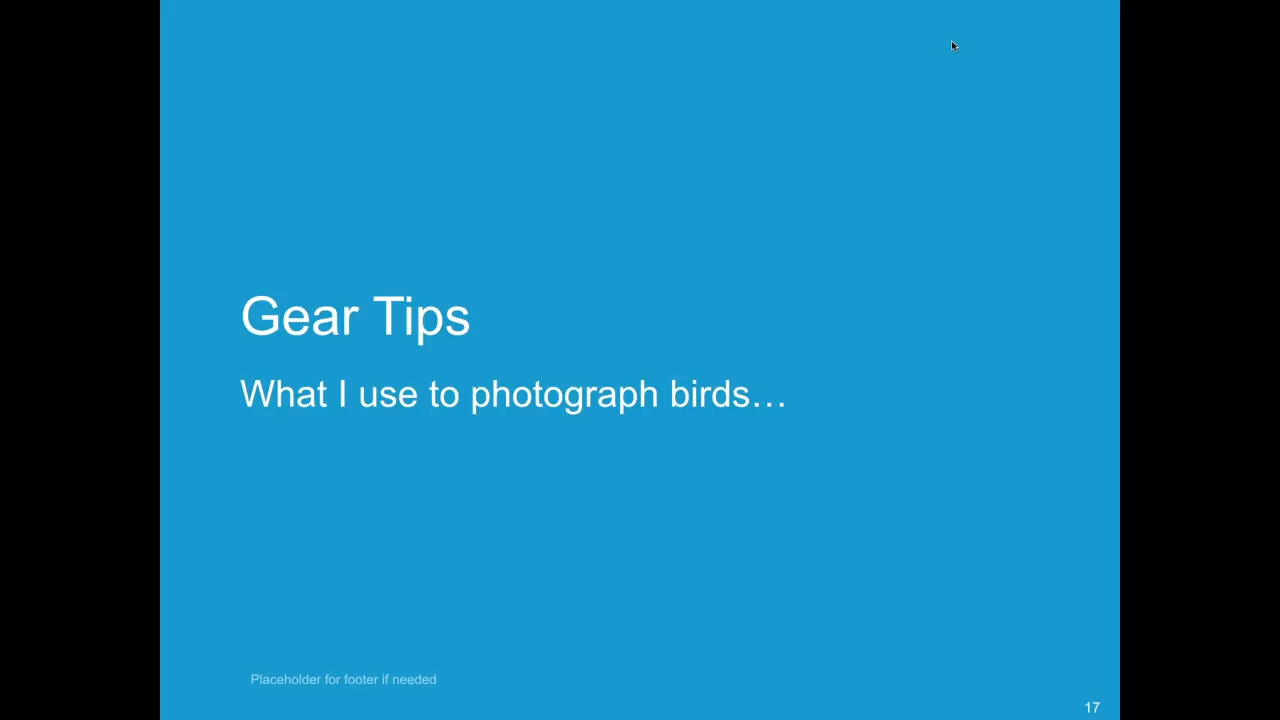 Gear Tips
What I use to photograph birds…
Placeholder for footer if needed
17